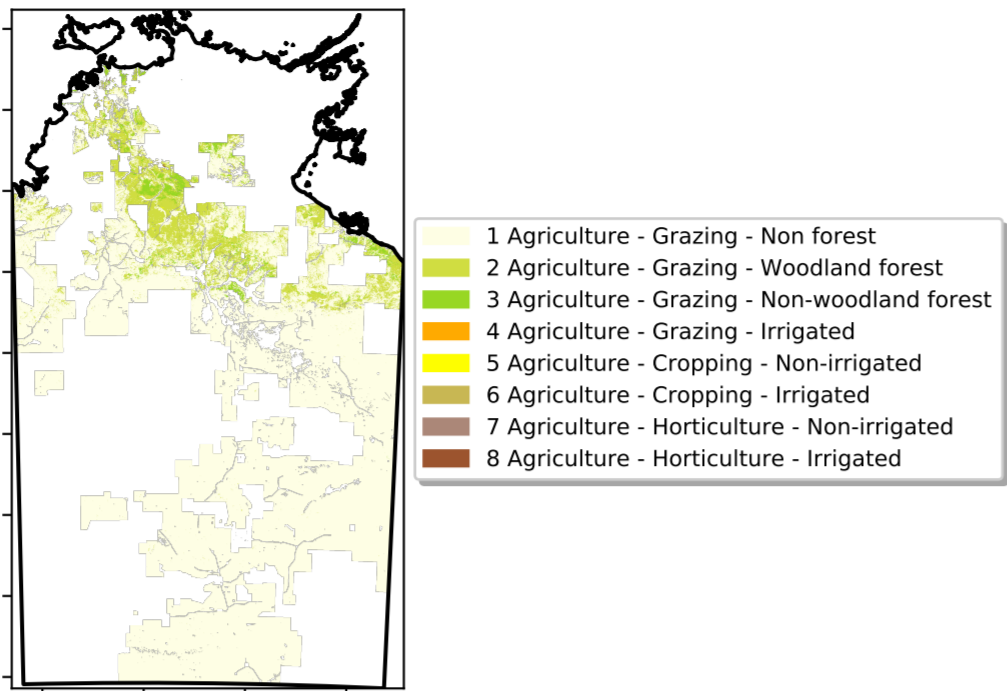 1 Agriculture - Grazing - Non forest
2 Agriculture - Grazing - Woodland forest
3 Agriculture - Grazing - Non-woodland forest
4 Agriculture - Grazing - Irrigated
5 Agriculture - Cropping - Non-irrigated
6 Agriculture - Cropping - Irrigated
7 Agriculture - Horticulture - Non-irrigated
8 Agriculture - Horticulture - Irrigated